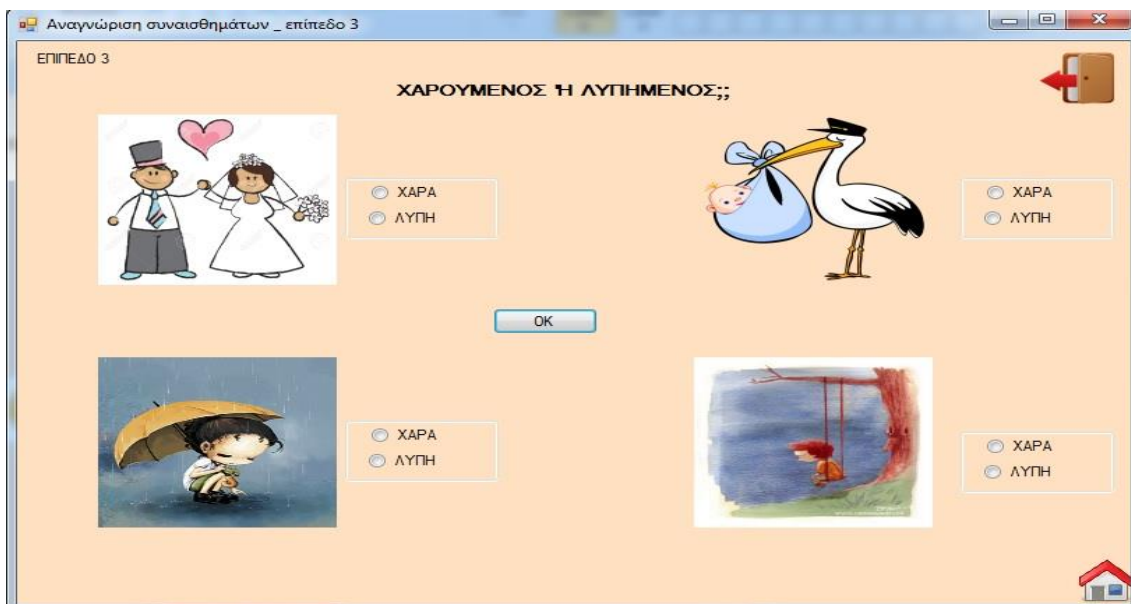 Αναγνώριση συναισθημάτων _ επίπεδο 3
ΕΠΙΠΕΔΟ 3
ΧΑΡΟΥΜΕΝΟΣ Ή ΛΥΠΗΜΕΝΟΣ;;
ΧΑΡΑ
ΛΥΠΗ
ΧΑΡΑ
ΛΥΠΗ
OK
ΧΑΡΑ
ΛΥΠΗ
ΧΑΡΑ
ΛΥΠΗ